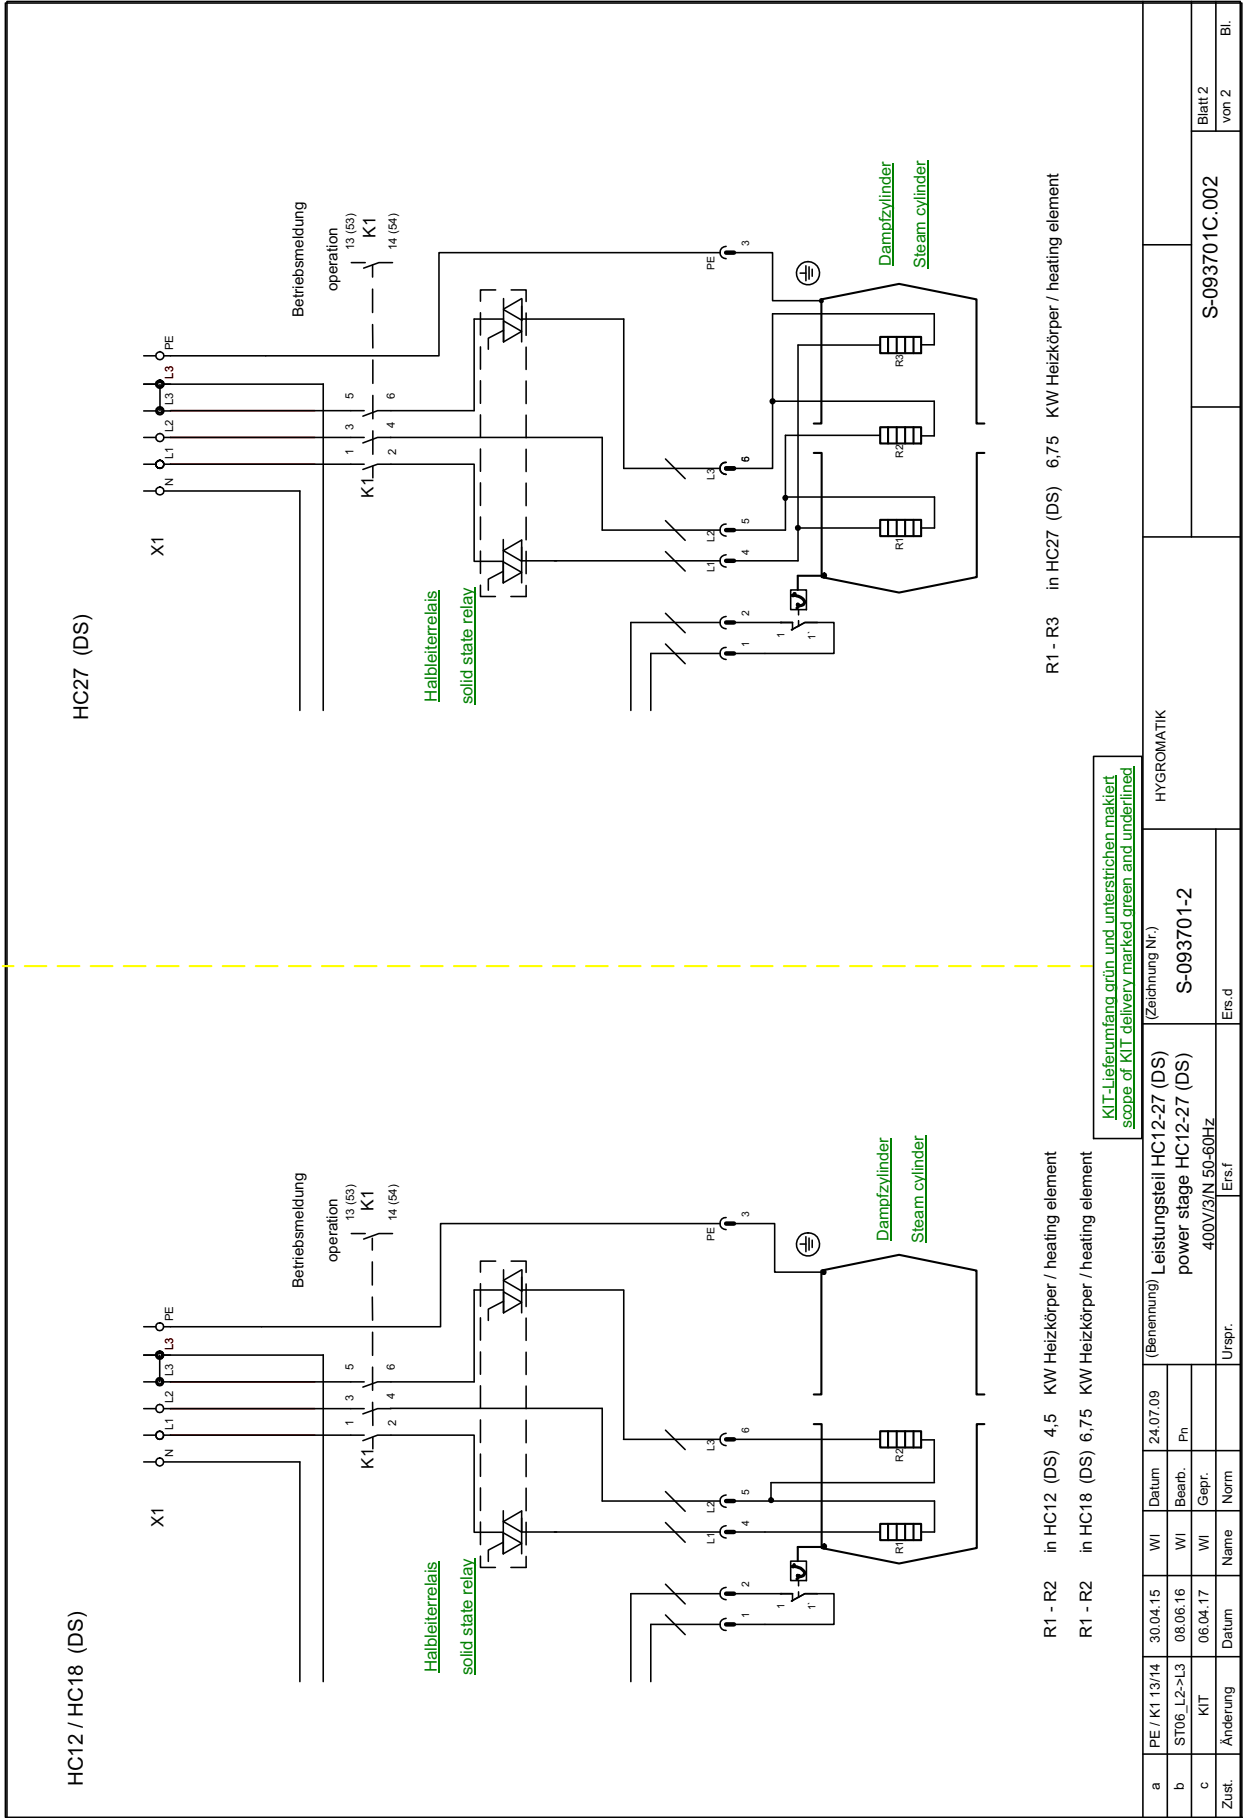 HC12 / HC18 (DS)
X1
N
L1
L2
L3
L3
PE
Betriebsmeldung
operation
13 (53)
K1
14 (54)
1
3
5
K1
2
4
6
Halbleiterrelais
solid state relay
L1
L2
L3
PE
1
2
4
5
6
3
1
1'
R1
R2
Dampfzylinder
Steam cylinder
R1 - R2 in HC12 (DS) 4,5 KW Heizkörper / heating element
R1 - R2 in HC18 (DS) 6,75 KW Heizkörper / heating element
HC27 (DS)
X1
N
L1
L2
L3
L3
PE
Betriebsmeldung
operation
13 (53)
K1
14 (54)
1
3
5
K1
2
4
6
Halbleiterrelais
solid state relay
L1
L2
L3
PE
1
2
4
5
6
3
1
1'
R1
R2
R3
Dampfzylinder
Steam cylinder
R1 - R3 in HC27 (DS) 6,75 KW Heizkörper / heating element
KIT-Lieferumfang grün und unterstrichen makiert
scope of KIT delivery marked green and underlined
a PE / K1 13/14 30.04.15 WI Datum 24.07.09
b ST06_L2->L3 08.06.16 WI Bearb. Pn
c KIT 06.04.17 WI Gepr.
Zust. Änderung Datum Name Norm
(Benennung) Leistungsteil HC12-27 (DS)
power stage HC12-27 (DS)
400V/3/N 50-60Hz
Urspr. Ers.f Ers.d
(Zeichnung Nr.)
S-093701-2
HYGROMATIK
S-093701C.002
Blatt 2
von 2 Bl.